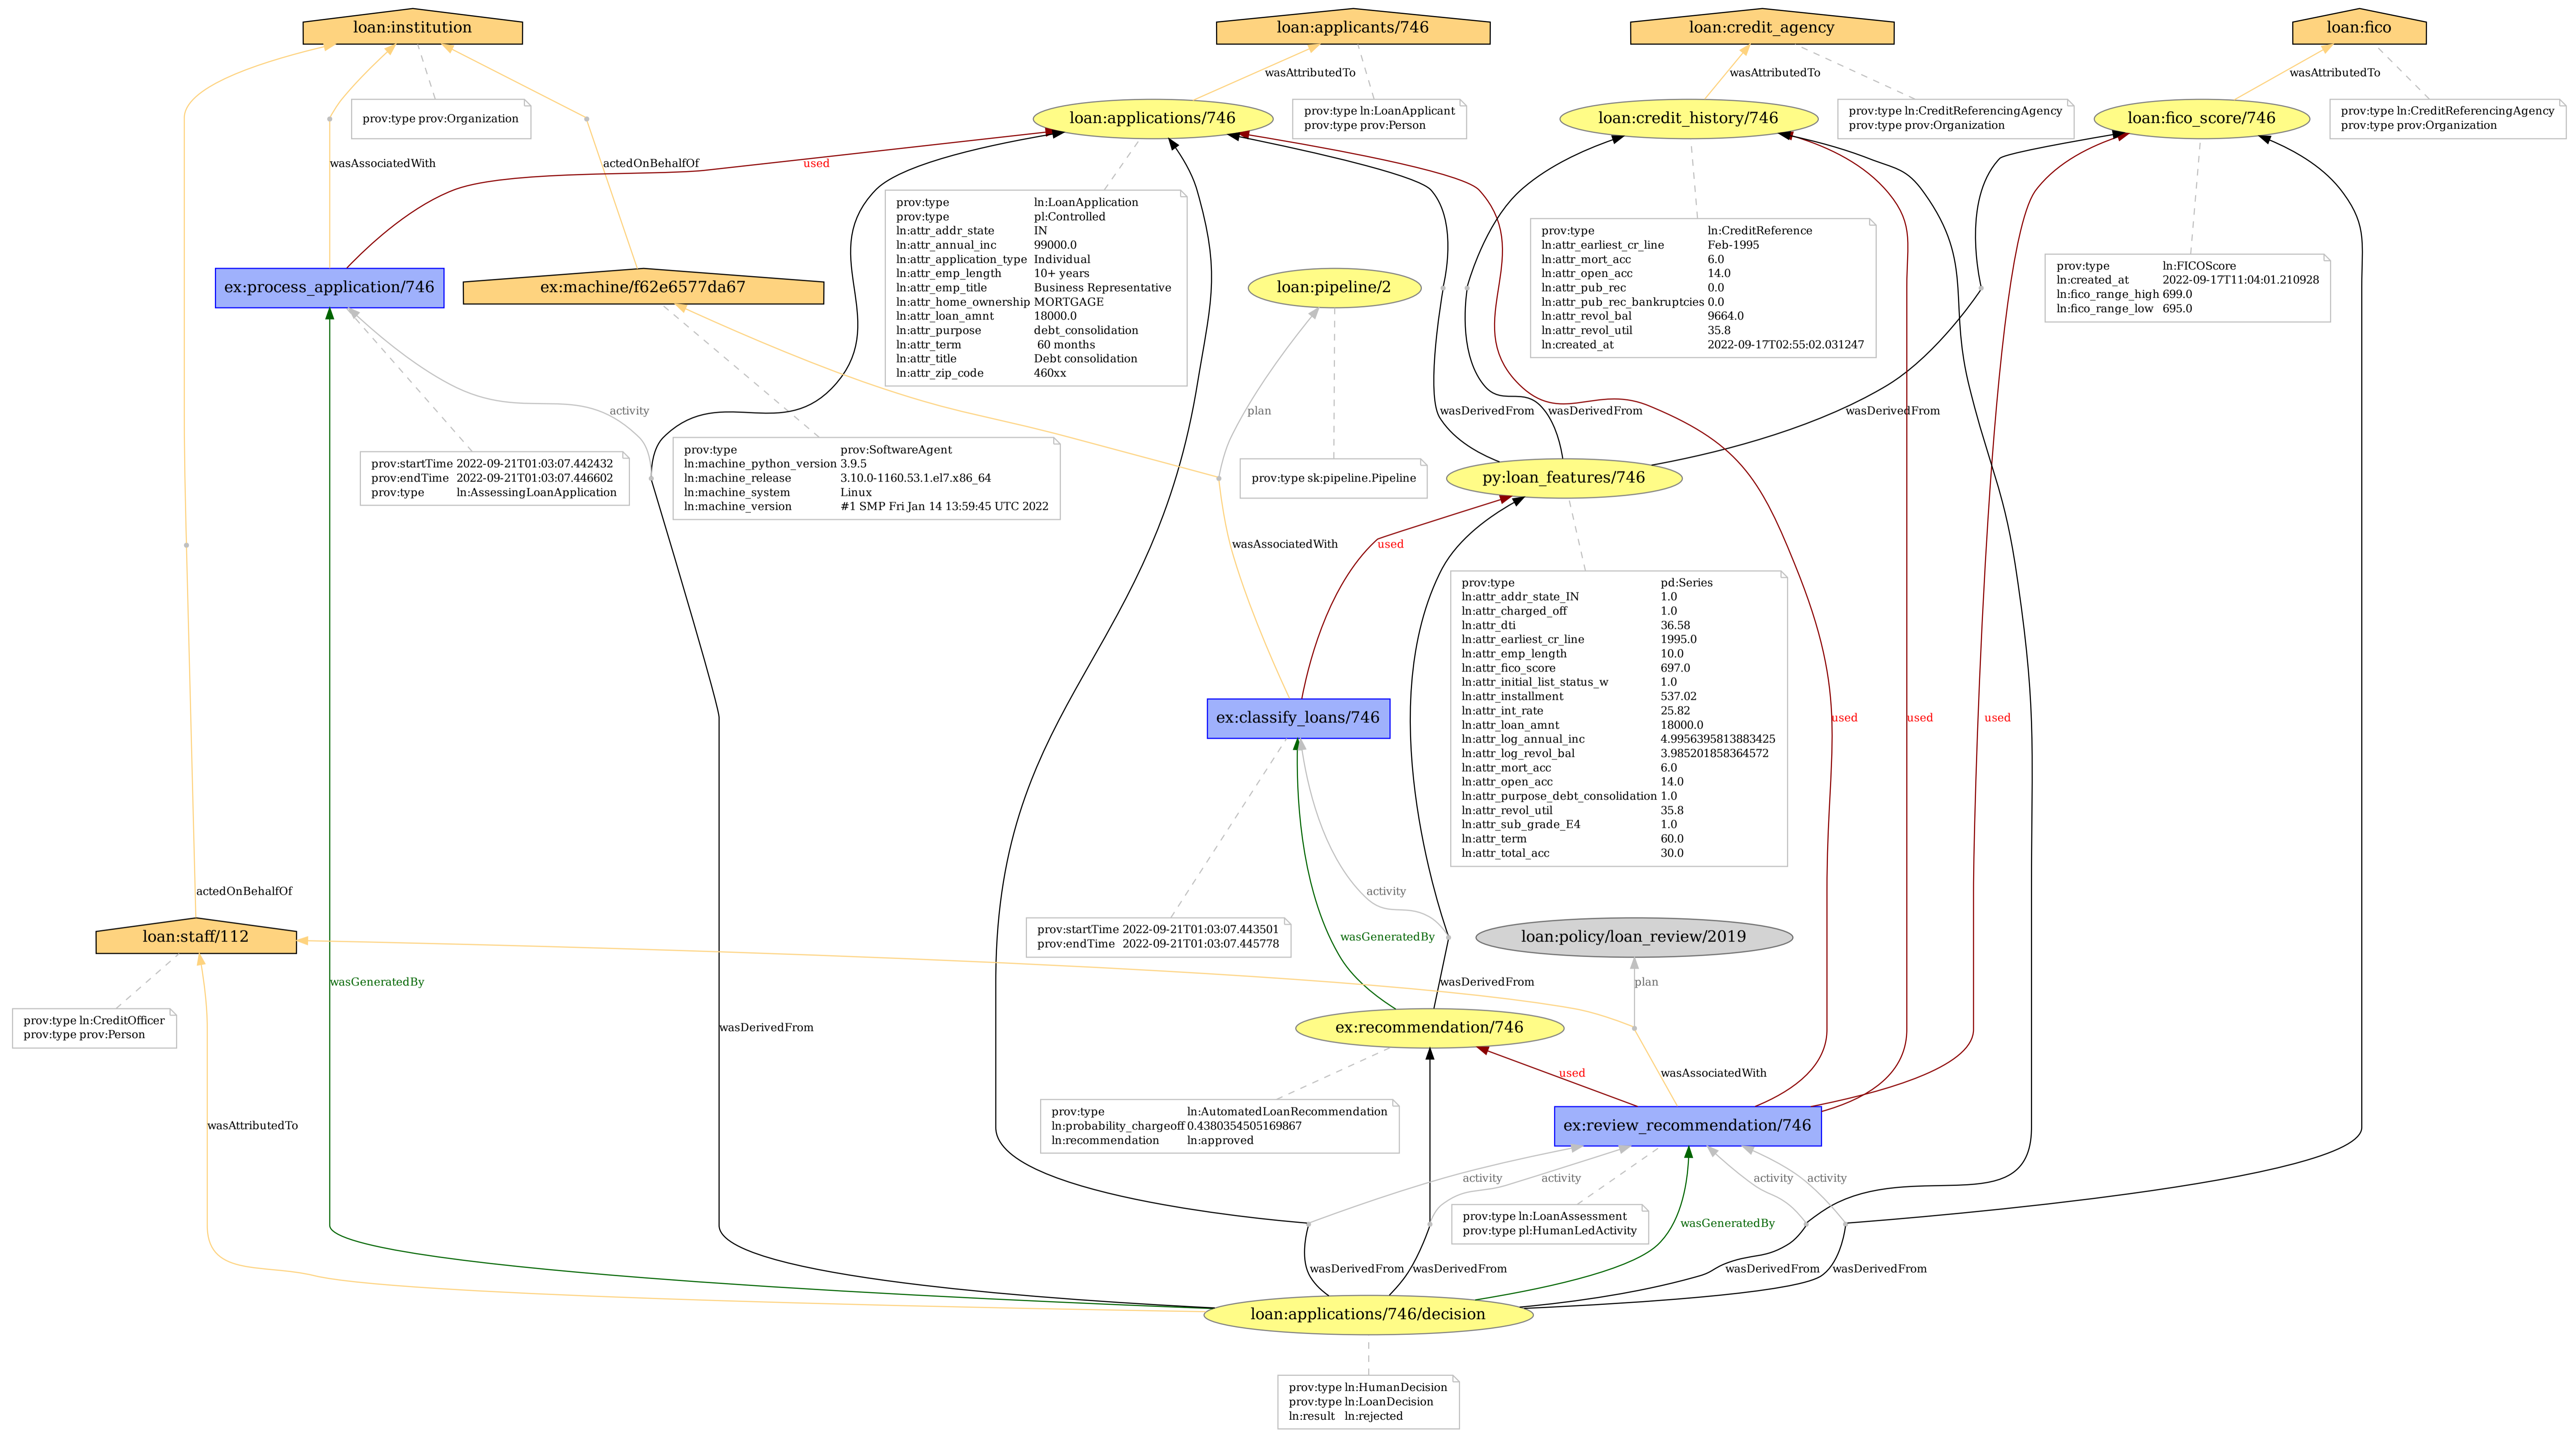 loan:institution
loan:applicants/746
loan:credit_agency
loan:fico
wasAttributedTo
wasAttributedTo
wasAttributedTo
prov:type prov:Organization
loan:applications/746
prov:type ln:LoanApplicant
prov:type prov:Person
loan:credit_history/746
prov:type ln:CreditReferencingAgency
prov:type prov:Organization
loan:fico_score/746
prov:type ln:CreditReferencingAgency
prov:type prov:Organization
wasAssociatedWith
actedOnBehalfOf
used
prov:type ln:LoanApplication
prov:type pl:Controlled
ln:attr_addr_state IN
ln:attr_annual_inc 99000.0
ln:attr_application_type Individual
ln:attr_emp_length 10+ years
ln:attr_emp_title Business Representative
ln:attr_home_ownership MORTGAGE
ln:attr_loan_amnt 18000.0
ln:attr_purpose debt_consolidation
ln:attr_term 60 months
ln:attr_title Debt consolidation
ln:attr_zip_code 460xx
prov:type ln:CreditReference
ln:attr_earliest_cr_line Feb-1995
ln:attr_mort_acc 6.0
ln:attr_open_acc 14.0
ln:attr_pub_rec 0.0
ln:attr_pub_rec_bankruptcies 0.0
ln:attr_revol_bal 9664.0
ln:attr_revol_util 35.8
ln:created_at 2022-09-17T02:55:02.031247
prov:type ln:FICOScore
ln:created_at 2022-09-17T11:04:01.210928
ln:fico_range_high 699.0
ln:fico_range_low 695.0
ex:process_application/746
ex:machine/f62e6577da67
loan:pipeline/2
activity
plan
wasDerivedFrom
wasDerivedFrom
wasDerivedFrom
prov:startTime 2022-09-21T01:03:07.442432
prov:endTime 2022-09-21T01:03:07.446602
prov:type ln:AssessingLoanApplication
prov:type prov:SoftwareAgent
ln:machine_python_version 3.9.5
ln:machine_release 3.10.0-1160.53.1.el7.x86_64
ln:machine_system Linux
ln:machine_version #1 SMP Fri Jan 14 13:59:45 UTC 2022
prov:type sk:pipeline.Pipeline
py:loan_features/746
wasAssociatedWith
used
prov:type pd:Series
ln:attr_addr_state_IN 1.0
ln:attr_charged_off 1.0
ln:attr_dti 36.58
ln:attr_earliest_cr_line 1995.0
ln:attr_emp_length 10.0
ln:attr_fico_score 697.0
ln:attr_initial_list_status_w 1.0
ln:attr_installment 537.02
ln:attr_int_rate 25.82
ln:attr_loan_amnt 18000.0
ln:attr_log_annual_inc 4.9956395813883425
ln:attr_log_revol_bal 3.985201858364572
ln:attr_mort_acc 6.0
ln:attr_open_acc 14.0
ln:attr_purpose_debt_consolidation 1.0
ln:attr_revol_util 35.8
ln:attr_sub_grade_E4 1.0
ln:attr_term 60.0
ln:attr_total_acc 30.0
ex:classify_loans/746
used
used
used
actedOnBehalfOf
activity
loan:staff/112
prov:startTime 2022-09-21T01:03:07.443501
prov:endTime 2022-09-21T01:03:07.445778
wasGeneratedBy
loan:policy/loan_review/2019
wasGeneratedBy
wasDerivedFrom
plan
prov:type ln:CreditOfficer
prov:type prov:Person
wasDerivedFrom
ex:recommendation/746
used
wasAssociatedWith
prov:type ln:AutomatedLoanRecommendation
ln:probability_chargeoff 0.4380354505169867
ln:recommendation ln:approved
wasAttributedTo
ex:review_recommendation/746
activity
activity
activity
activity
prov:type ln:LoanAssessment
prov:type pl:HumanLedActivity
wasGeneratedBy
wasDerivedFrom
wasDerivedFrom
wasDerivedFrom
wasDerivedFrom
loan:applications/746/decision
prov:type ln:HumanDecision
prov:type ln:LoanDecision
ln:result ln:rejected